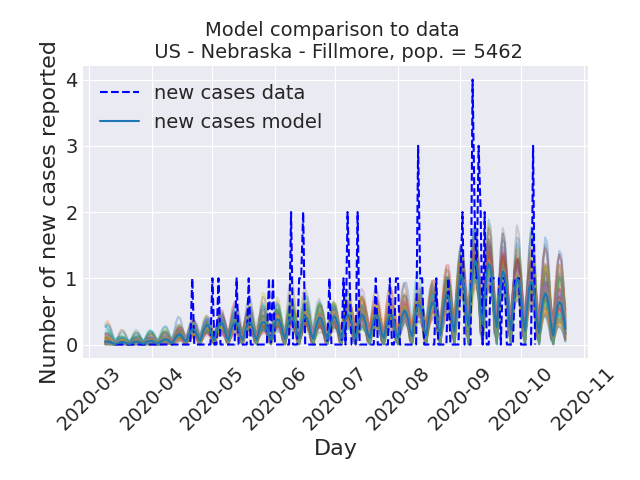 Model comparison to data
US - Nebraska - Fillmore, pop. = 5462
Number of new cases reported
4
3
2
1
0
new cases data
new cases model
2020-03
2020-04
2020-05
2020-06
2020-07
2020-08
2020-09
2020-10
2020-11
Day